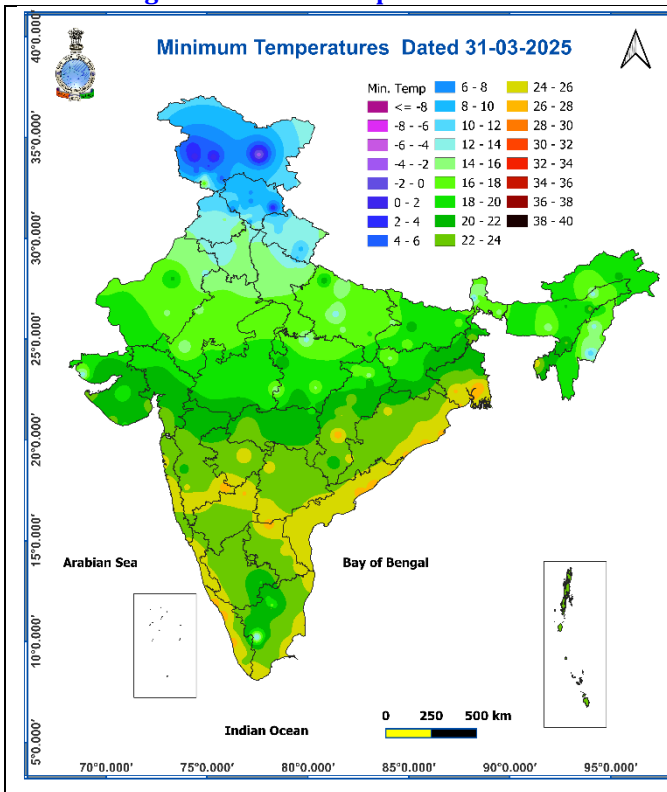 Minimum Temperatures Dated 31-03-2025
Min. Temp
<= -8
-8 - -6
-6 - -4
-4 - -2
-2 - 0
0 - 2
2 - 4
4 - 6
6 - 8
8 - 10
10 - 12
12 - 14
14 - 16
16 - 18
18 - 20
20 - 22
22 - 24
24 - 26
26 - 28
28 - 30
30 - 32
32 - 34
34 - 36
36 - 38
38 - 40
40°0.000'
35°0.000'
30°0.000'
25°0.000'
20°0.000'
15°0.000'
10°0.000'
5°0.000'
Arabian Sea
Bay of Bengal
Indian Ocean
0 250 500 km
70°0.000' 75°0.000' 80°0.000' 85°0.000' 90°0.000' 95°0.000'